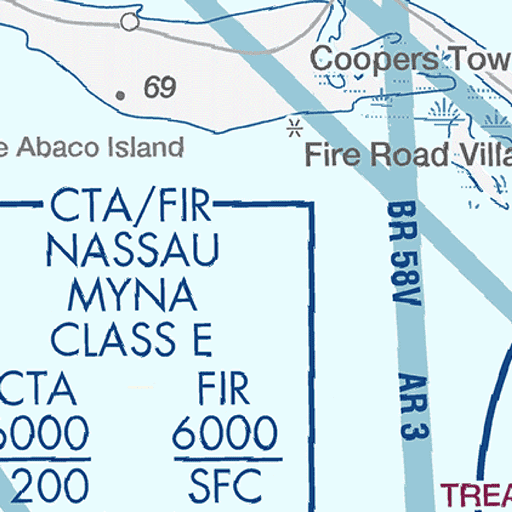 Coopers Tow
69
e Abaco Island
Fire Road Villa
CTA/FIR
NASSAU
MYNA
CLASS E
CTA FIR
6000 6000
200 SFC
BR 58V
AR 3
TREA